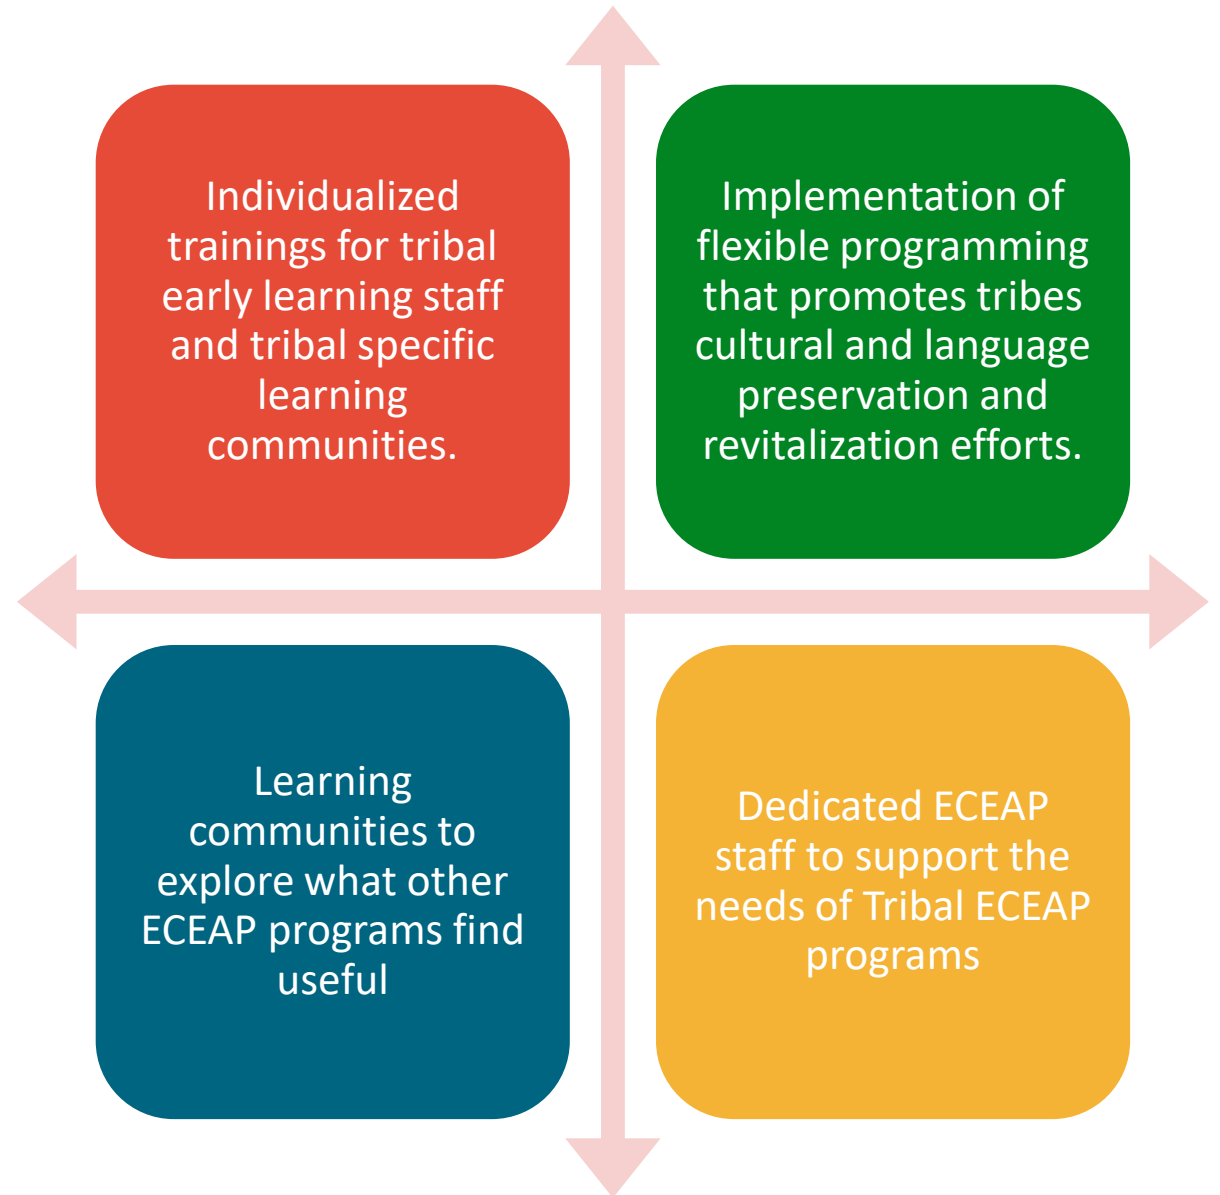 Individualized
trainings for tribal
early learning staff
and tribal specific
learning
communities.
Implementation of
flexible programming
that promotes tribes
cultural and language
preservation and
revitalization efforts.
Learning
communities to
explore what other
ECEAP programs find
useful
Dedicated ECEAP
staff to support the
needs of Tribal ECEAP
programs